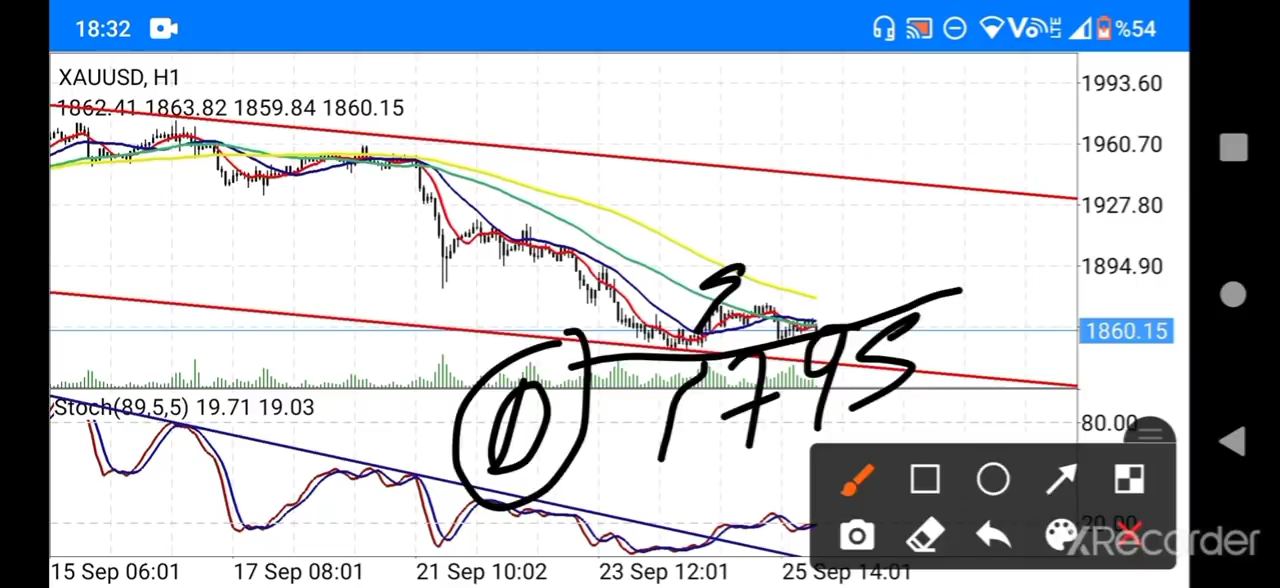 18:32 Vo LTE %54
XAUUSD, H1
1862.41 1863.82 1859.84 1860.15
1993.60
1960.70
1927.80
1894.90
1860.15
1795
Stoch(89,5,5) 19.71 19.03
80.00
20.00
XRecorder
15 Sep 06:01 17 Sep 08:01 21 Sep 10:02 23 Sep 12:01 25 Sep 14:01